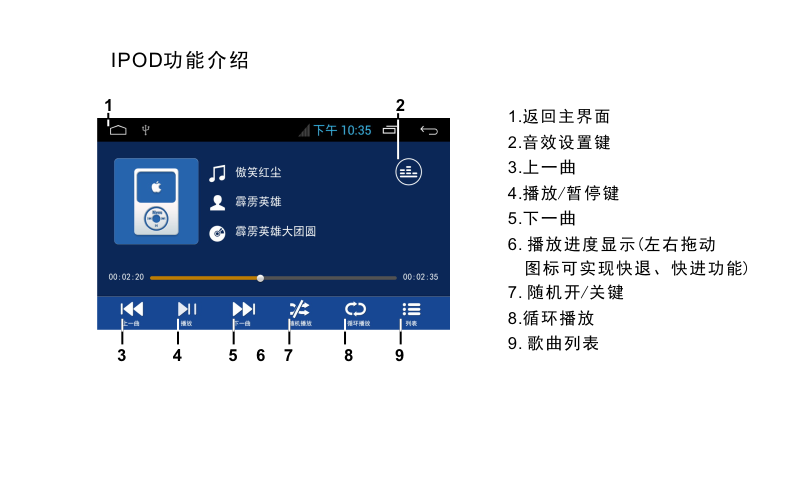 IPOD功能介绍
1
2
下午 10:35
傲笑红尘
霹雳英雄
霹雳英雄大团圆
00:02:20
00:02:35
上一曲
播放
下一曲
随机播放
循环播放
列表
3
4
5
6
7
8
9
1.返回主界面
2.音效设置键
3.上一曲
4.播放/暂停键
5.下一曲
6. 播放进度显示(左右拖动
图标可实现快退、快进功能)
7. 随机开/关键
8.循环播放
9. 歌曲列表